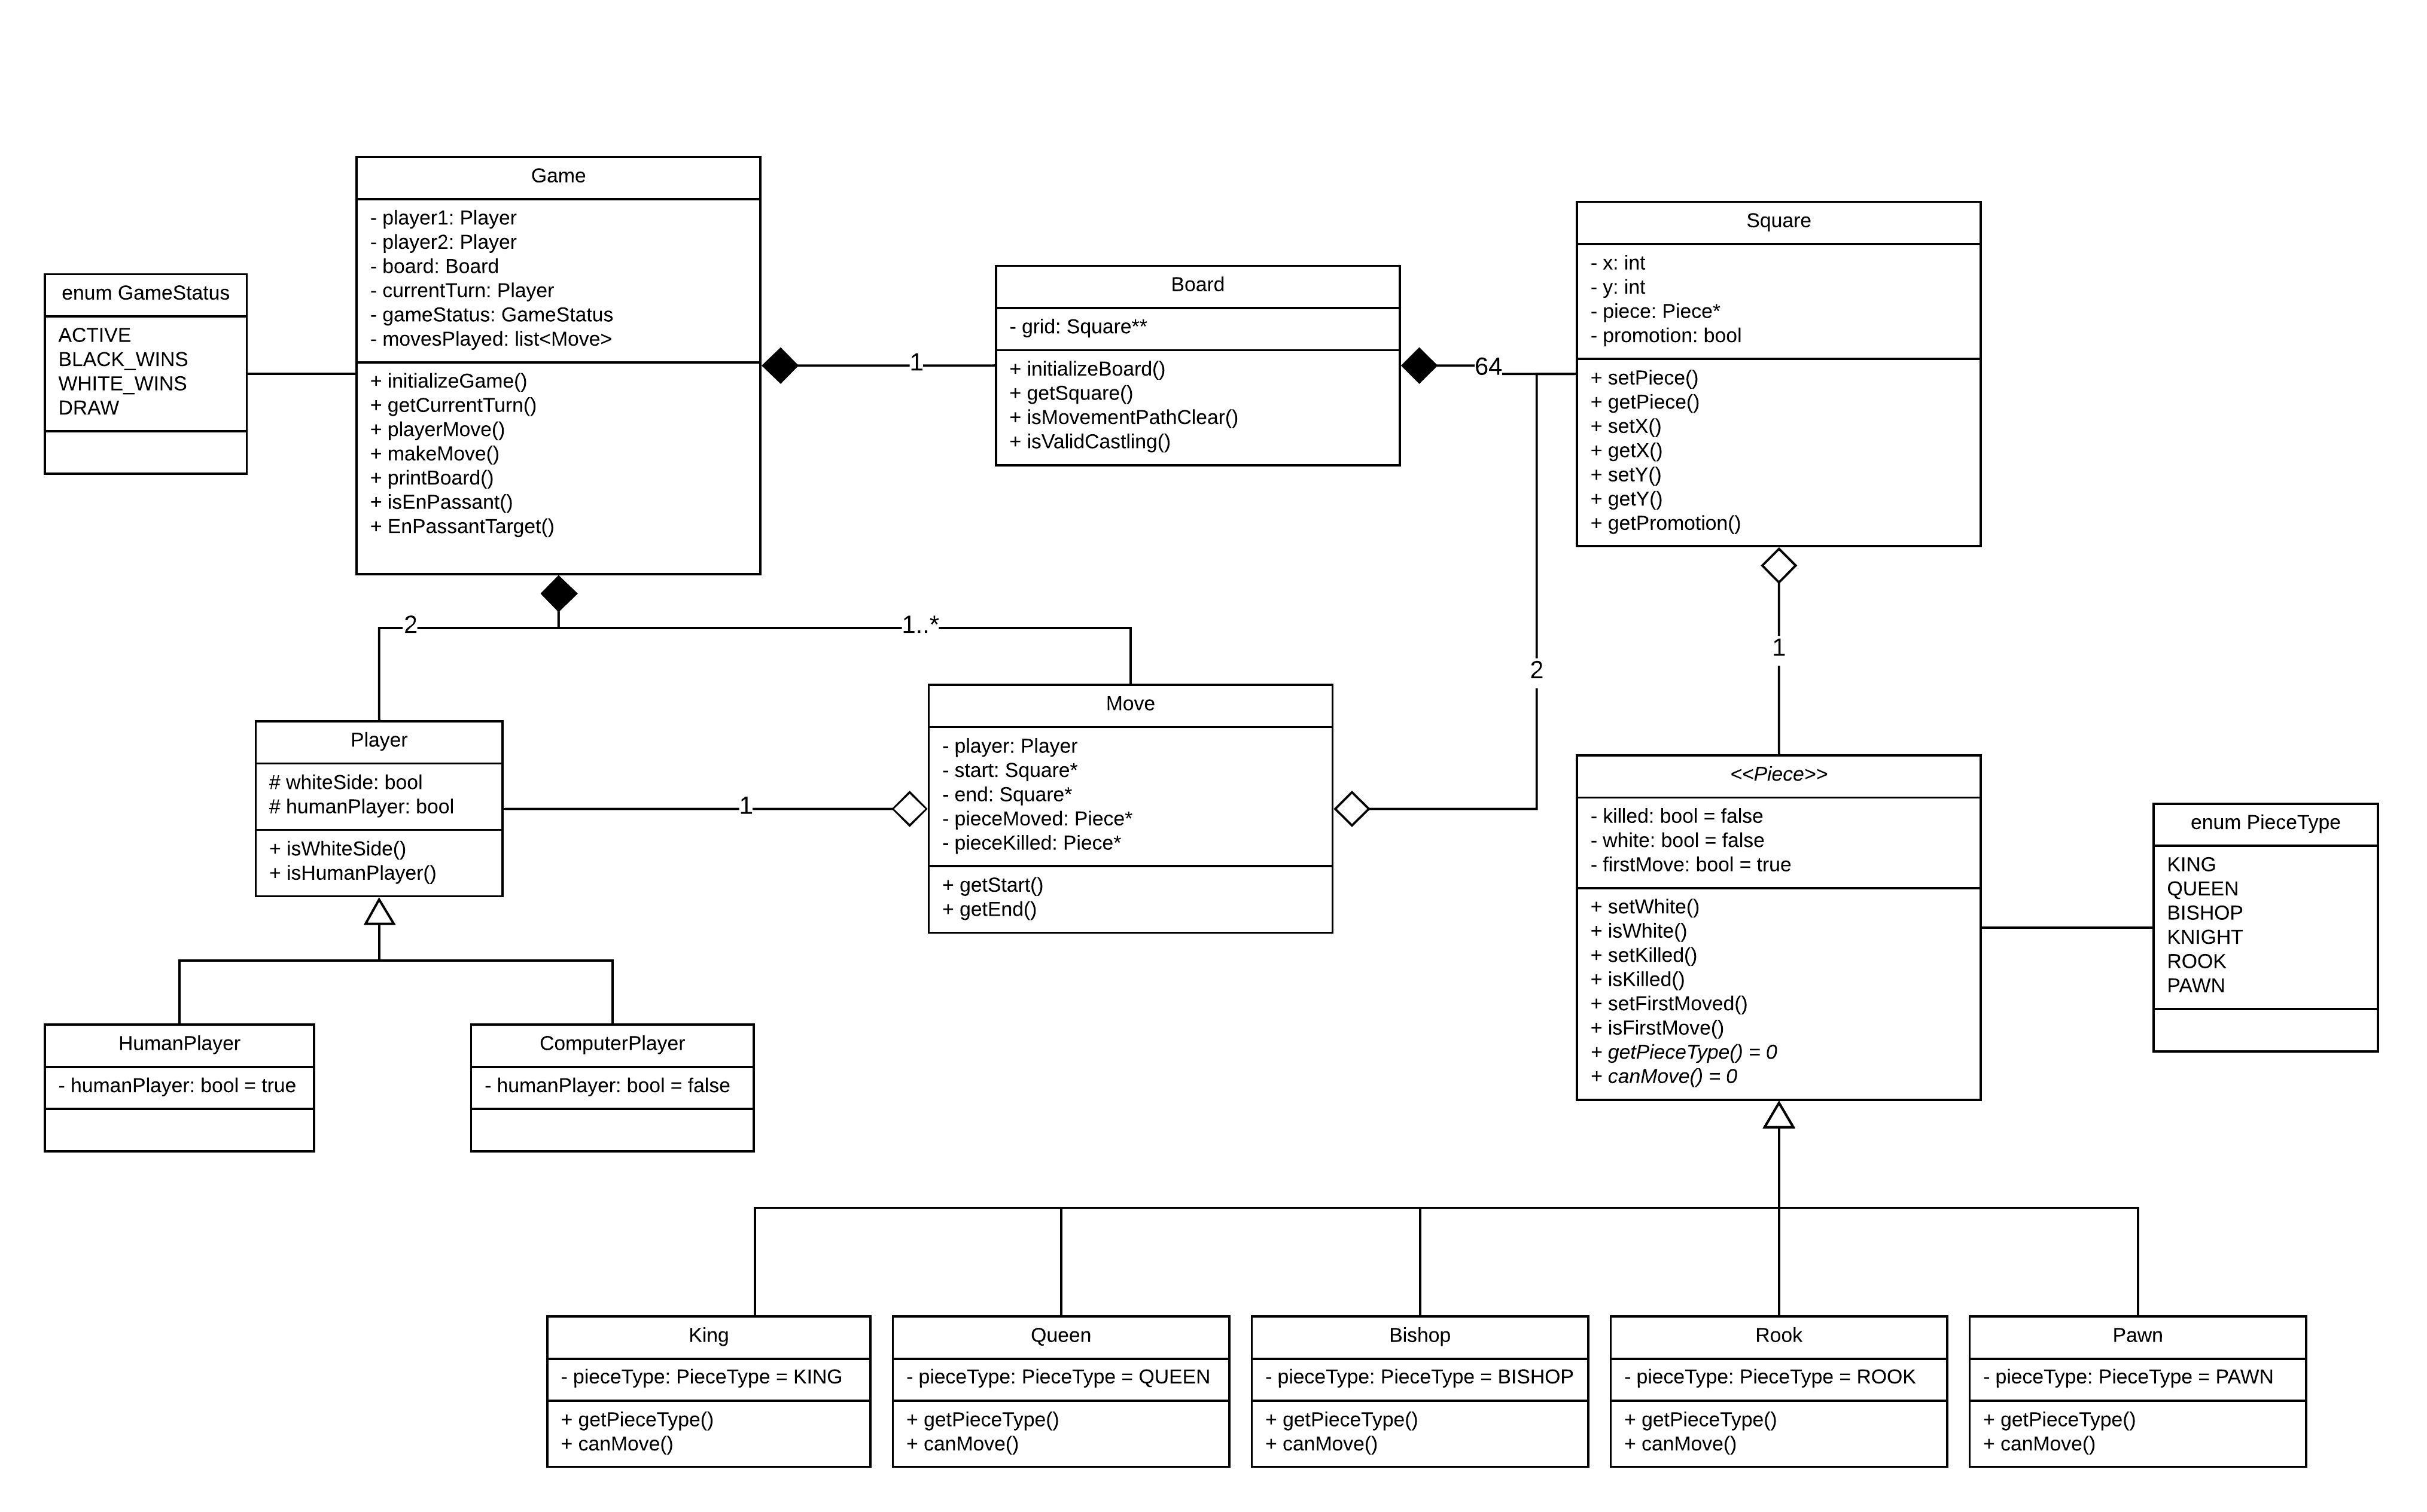 Game
- player1: Player
- player2: Player
- board: Board
- currentTurn: Player
- gameStatus: GameStatus
- movesPlayed: list<Move>
+ initializeGame()
+ getCurrentTurn()
+ playerMove()
+ makeMove()
+ printBoard()
+ isEnPassant()
+ EnPassantTarget()
enum GameStatus
ACTIVE
BLACK_WINS
WHITE_WINS
DRAW
1
Board
- grid: Square**
+ initializeBoard()
+ getSquare()
+ isMovementPathClear()
+ isValidCastling()
64
Square
- x: int
- y: int
- piece: Piece*
- promotion: bool
+ setPiece()
+ getPiece()
+ setX()
+ getX()
+ setY()
+ getY()
+ getPromotion()
2
1..*
2
1
Player
# whiteSide: bool
# humanPlayer: bool
+ isWhiteSide()
+ isHumanPlayer()
1
Move
- player: Player
- start: Square*
- end: Square*
- pieceMoved: Piece*
- pieceKilled: Piece*
+ getStart()
+ getEnd()
<<Piece>>
- killed: bool = false
- white: bool = false
- firstMove: bool = true
+ setWhite()
+ isWhite()
+ setKilled()
+ isKilled()
+ setFirstMoved()
+ isFirstMove()
+ getPieceType() = 0
+ canMove() = 0
enum PieceType
KING
QUEEN
BISHOP
KNIGHT
ROOK
PAWN
HumanPlayer
- humanPlayer: bool = true
ComputerPlayer
- humanPlayer: bool = false
King
- pieceType: PieceType = KING
+ getPieceType()
+ canMove()
Queen
- pieceType: PieceType = QUEEN
+ getPieceType()
+ canMove()
Bishop
- pieceType: PieceType = BISHOP
+ getPieceType()
+ canMove()
Rook
- pieceType: PieceType = ROOK
+ getPieceType()
+ canMove()
Pawn
- pieceType: PieceType = PAWN
+ getPieceType()
+ canMove()